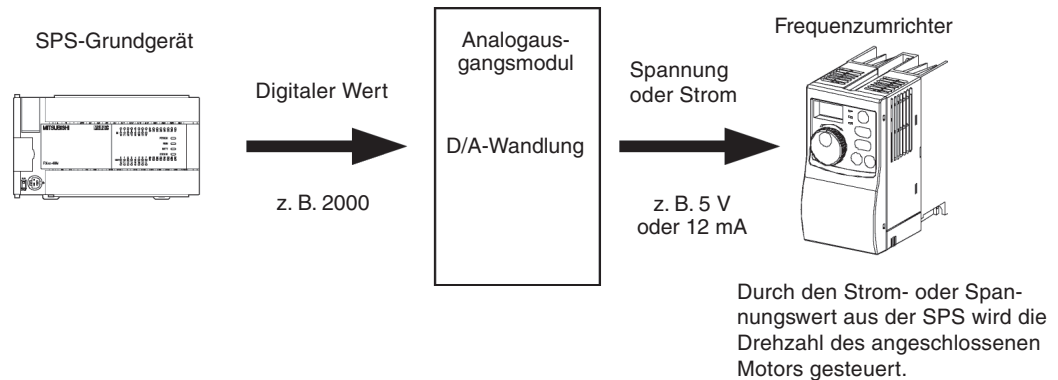 SPS-Grundgerät
MITSUBISHI
Digitaler Wert
z. B. 2000
Analogaus-
gangsmodul
D/A-Wandlung
Spannung
oder Strom
z. B. 5 V
oder 12 mA
Frequenzumrichter
Durch den Strom- oder Span-
nungswert aus der SPS wird die
Drehzahl des angeschlossenen
Motors gesteuert.